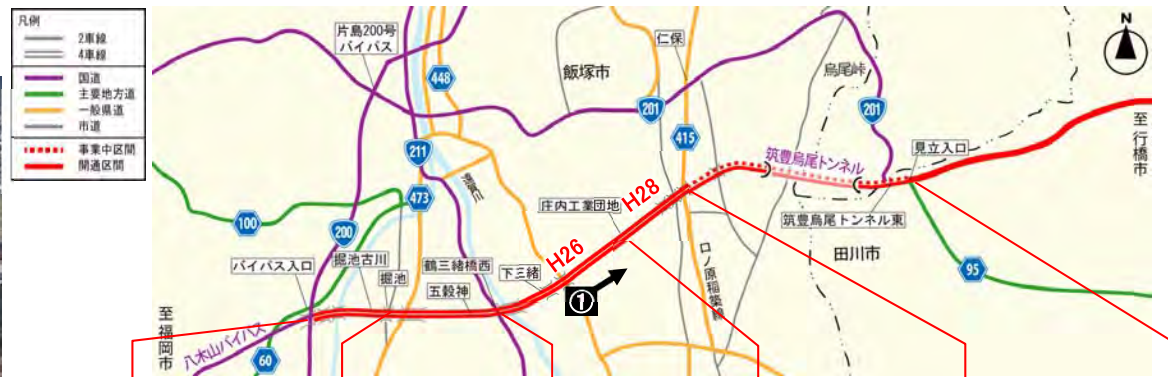 凡例
2車線
4車線
国道
主要地方道
一般県道
市道
事業中区間
開通区間
片島200号
バイパス
448
飯塚市
仁保
烏尾峠
N
201
201
415
211
至行橋市
見立入口
筑豊烏尾トンネル
473
100
200
庄内工業団地
H28
筑豊烏尾トンネル東
掘池古川
鶴三緒橋西
バイパス入口
掘池
五穀神
下三緒
H26
口ノ原稲築線
田川市
95
①
至福岡市
八木山バイパス
60